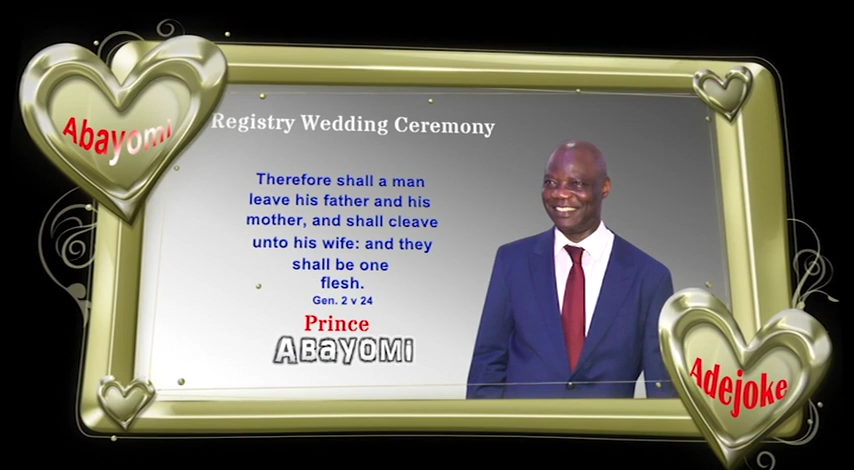 Abayomi
Registry Wedding Ceremony
Therefore shall a man
leave his father and his
mother, and shall cleave
unto his wife: and they
shall be one
flesh.
Gen. 2 v 24
Prince
Abayomi
Adejoke